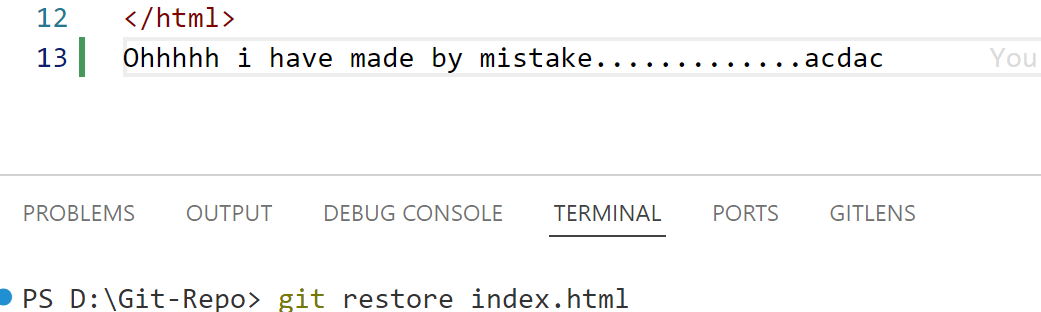 12 </html>
13 Ohhhhh i have made by mistake.............acdac You
PROBLEMS OUTPUT DEBUG CONSOLE TERMINAL PORTS GITLENS
PS D:\Git-Repo> git restore index.html